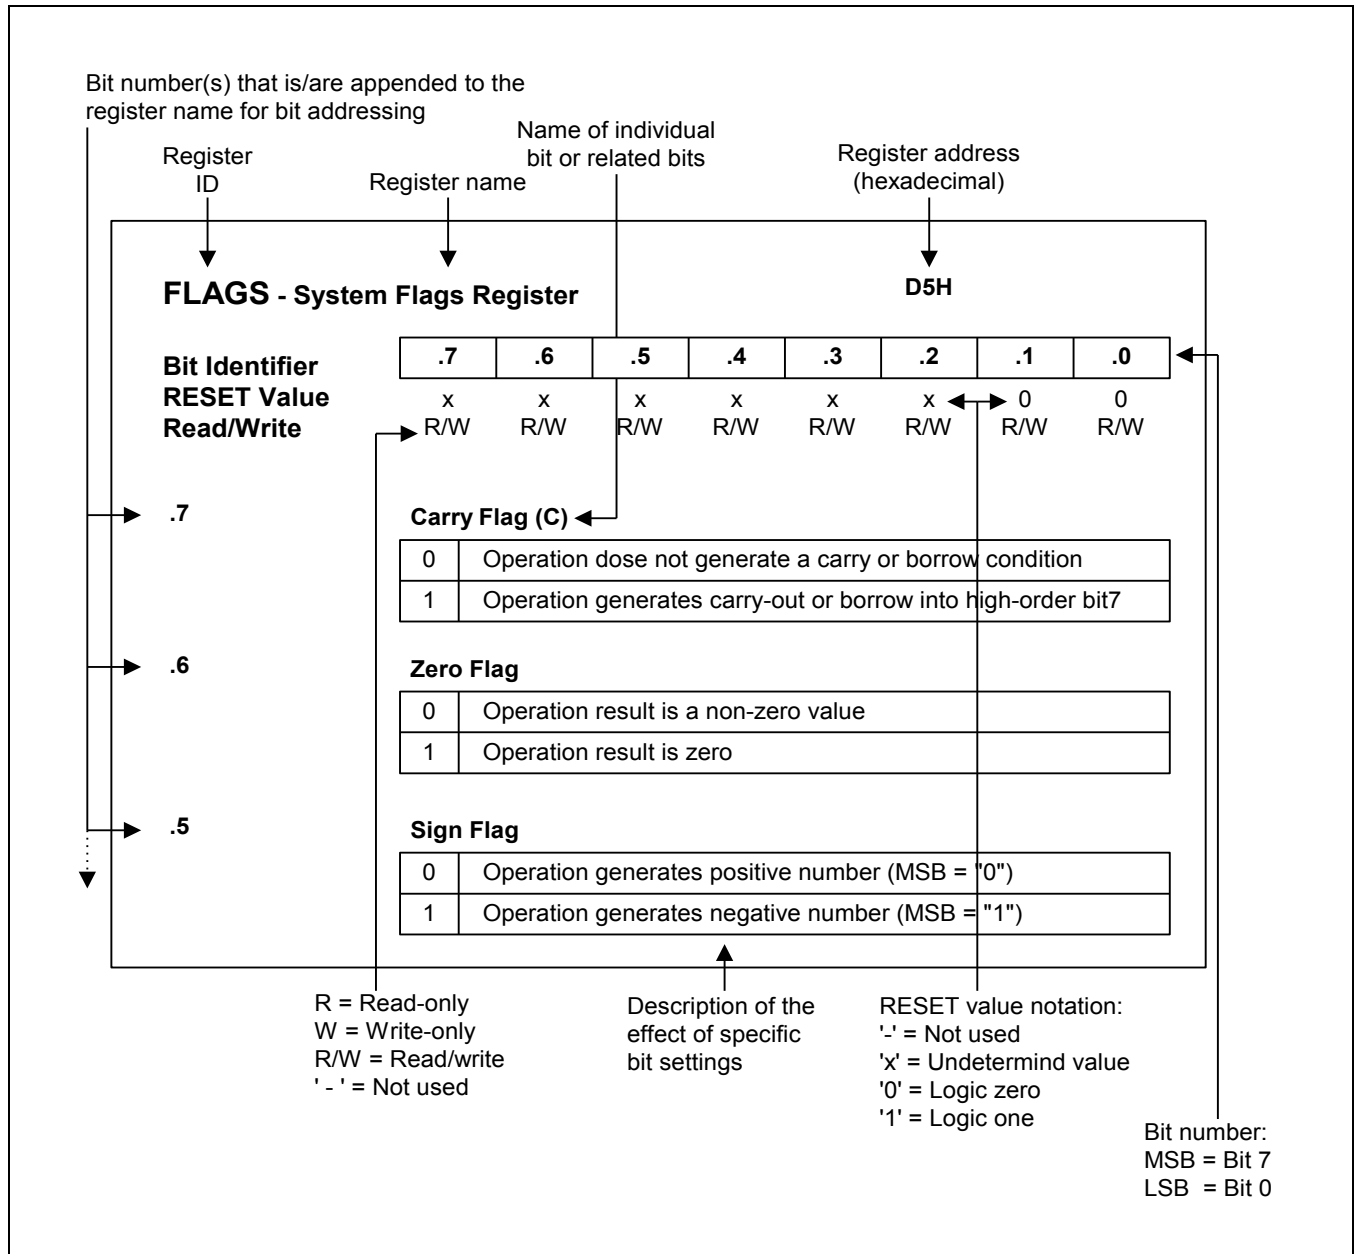 Bit number(s) that is/are appended to the
register name for bit addressing
Register
ID
Register name
Name of individual
bit or related bits
Register address
(hexadecimal)
FLAGS - System Flags Register
D5H
Bit Identifier
.7 .6 .5 .4 .3 .2 .1 .0
RESET Value
x x x x x x 0 0
Read/Write
R/W R/W R/W R/W R/W R/W R/W R/W
.7
Carry Flag (C)
0 Operation dose not generate a carry or borrow condition
1 Operation generates carry-out or borrow into high-order bit7
.6
Zero Flag
0 Operation result is a non-zero value
1 Operation result is zero
.5
Sign Flag
0 Operation generates positive number (MSB = "0")
1 Operation generates negative number (MSB = "1")
R = Read-only
W = Write-only
R/W = Read/write
' - ' = Not used
Description of the
effect of specific
bit settings
RESET value notation:
'-' = Not used
'x' = Undetermind value
'0' = Logic zero
'1' = Logic one
Bit number:
MSB = Bit 7
LSB = Bit 0